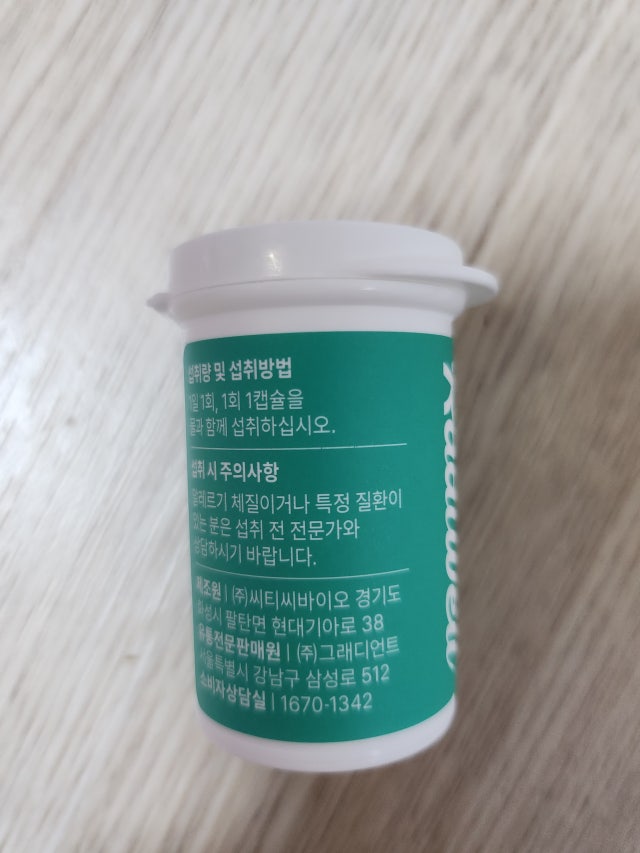 섭취량 및 섭취방법
1일 1회, 1회 1캡슐을
물과 함께 섭취하십시오.
섭취 시 주의사항
알레르기 체질이거나 특정 질환이
있는 분은 섭취 전 전문가와
상담하시기 바랍니다.
제조원 | (주)씨티씨바이오 경기도
화성시 팔탄면 현대기아로 38
유통전문판매원 | (주)그래디언트
서울특별시 강남구 삼성로 512
소비자상담실 | 1670-1342